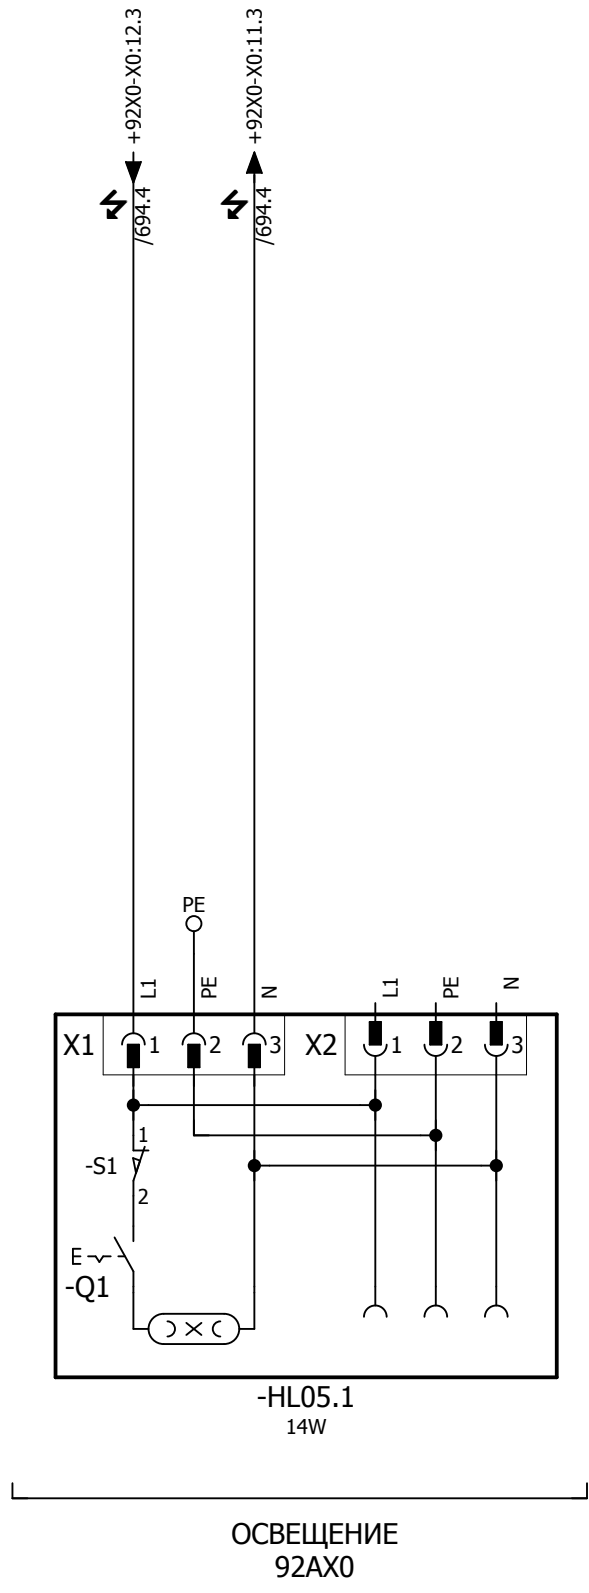 +92X0-X0:12.3
+92X0-X0:11.3
/694.4
/694.4
PE
L1
PE
N
L1
PE
N
X1
1
2
3
X2
1
2
3
1
-S1
2
E
-Q1
-HL05.1
14W
ОСВЕЩЕНИЕ
92AX0